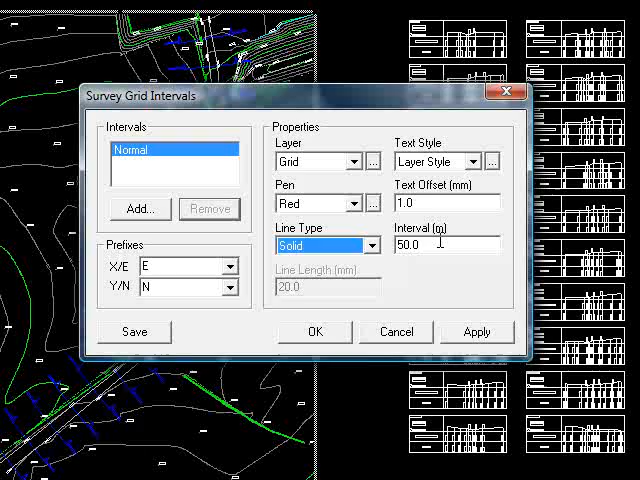 Survey Grid Intervals
Intervals
Normal
Add...
Remove
Prefixes
X/E
E
Y/N
N
Properties
Layer
Text Style
Grid
...
Layer Style
...
Pen
Text Offset (mm)
Red
...
1.0
Line Type
Interval (m)
Solid
50.0
Line Length (mm)
20.0
Save
OK
Cancel
Apply